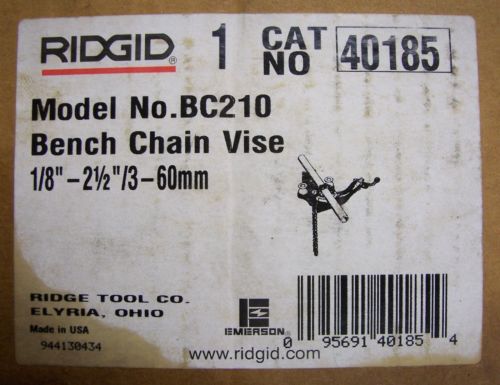 RIDGID® 1 CAT NO 40185
Model No.BC210
Bench Chain Vise
1/8"-2½"/3-60mm
RIDGE TOOL CO.
ELYRIA, OHIO
Made in USA
944130434
EMERSON®
www.ridgid.com
0 95691 40185 4